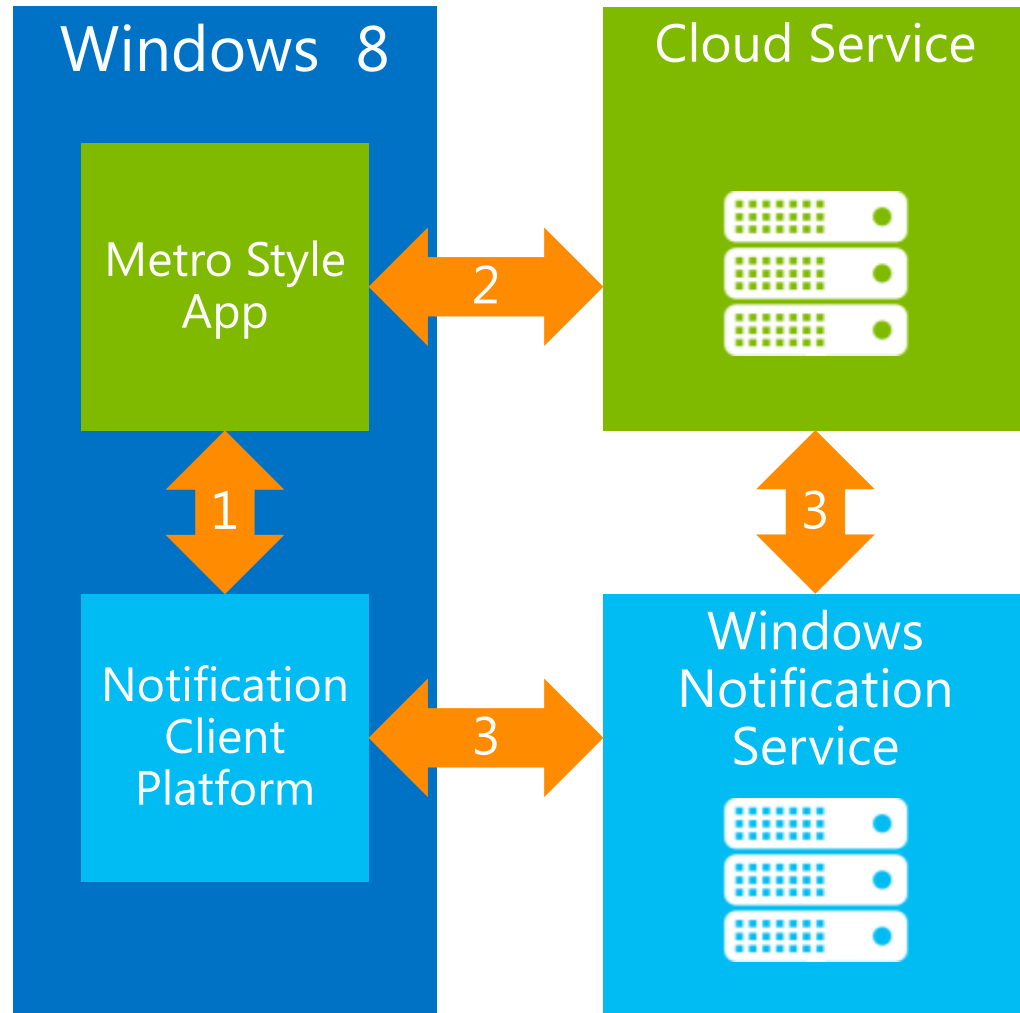 Windows 8
Cloud Service
Metro Style
App
2
1
3
Notification
Client
Platform
3
Windows
Notification
Service